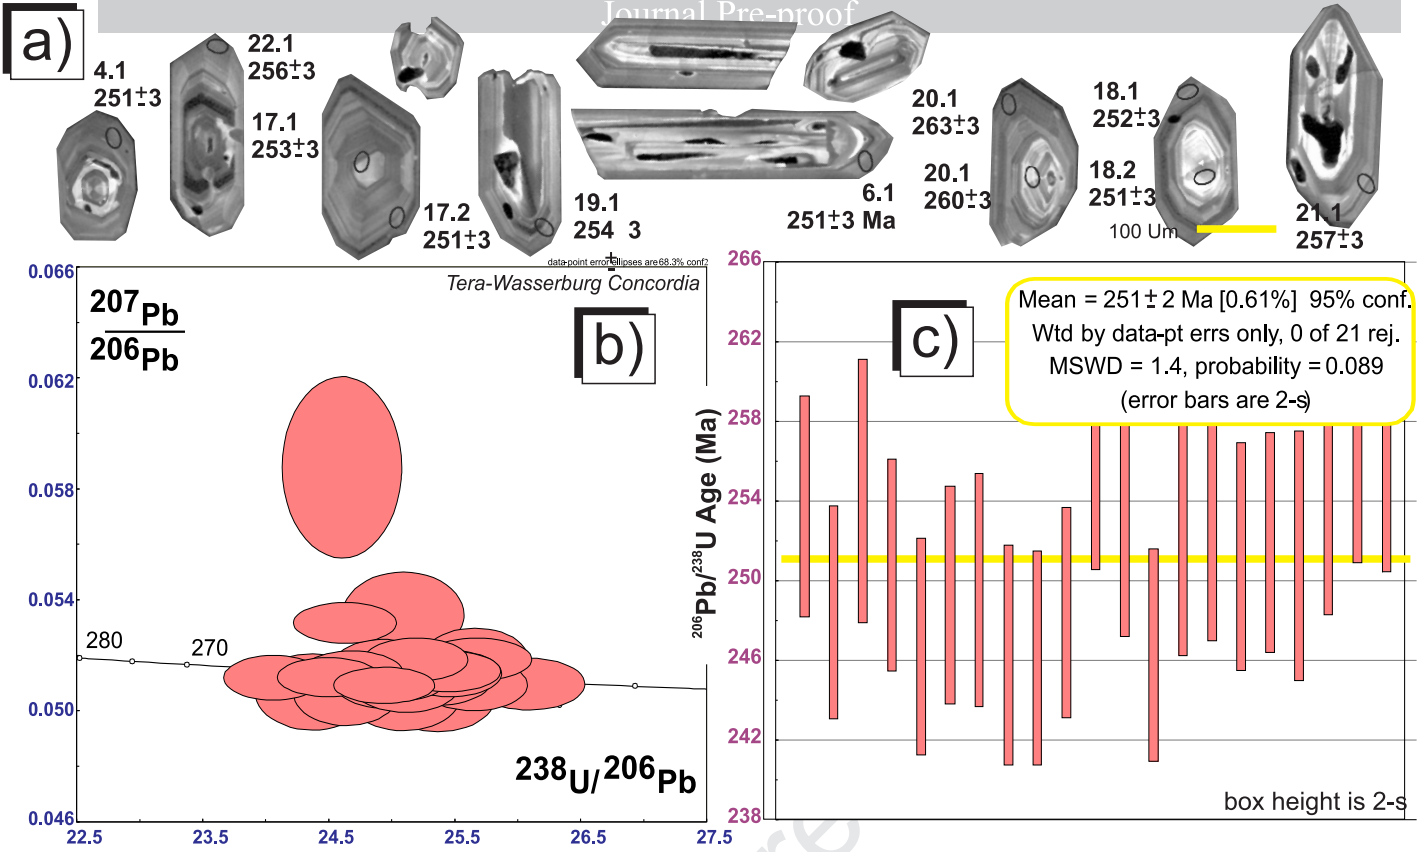 Journal Pre-proof
a)
4.1
251±3
22.1
256±3
17.1
253±3
17.2
251±3
19.1
254 3
±
6.1
251±3 Ma
20.1
263±3
20.1
260±3
18.1
252±3
18.2
251±3
100 Um
21.1
257±3
data-point error ellipses are 68.3% conf
Tera-Wasserburg Concordia
b)
207Pb
206Pb
0.066
0.062
0.058
0.054
0.050
0.046
280
270
238U/206Pb
22.5
23.5
24.5
25.5
26.5
27.5
c)
Mean = 251± 2 Ma [0.61%] 95% conf.
Wtd by data-pt errs only, 0 of 21 rej.
MSWD = 1.4, probability = 0.089
(error bars are 2-s)
206Pb/238U Age (Ma)
266
262
258
254
250
246
242
238
box height is 2-s
re